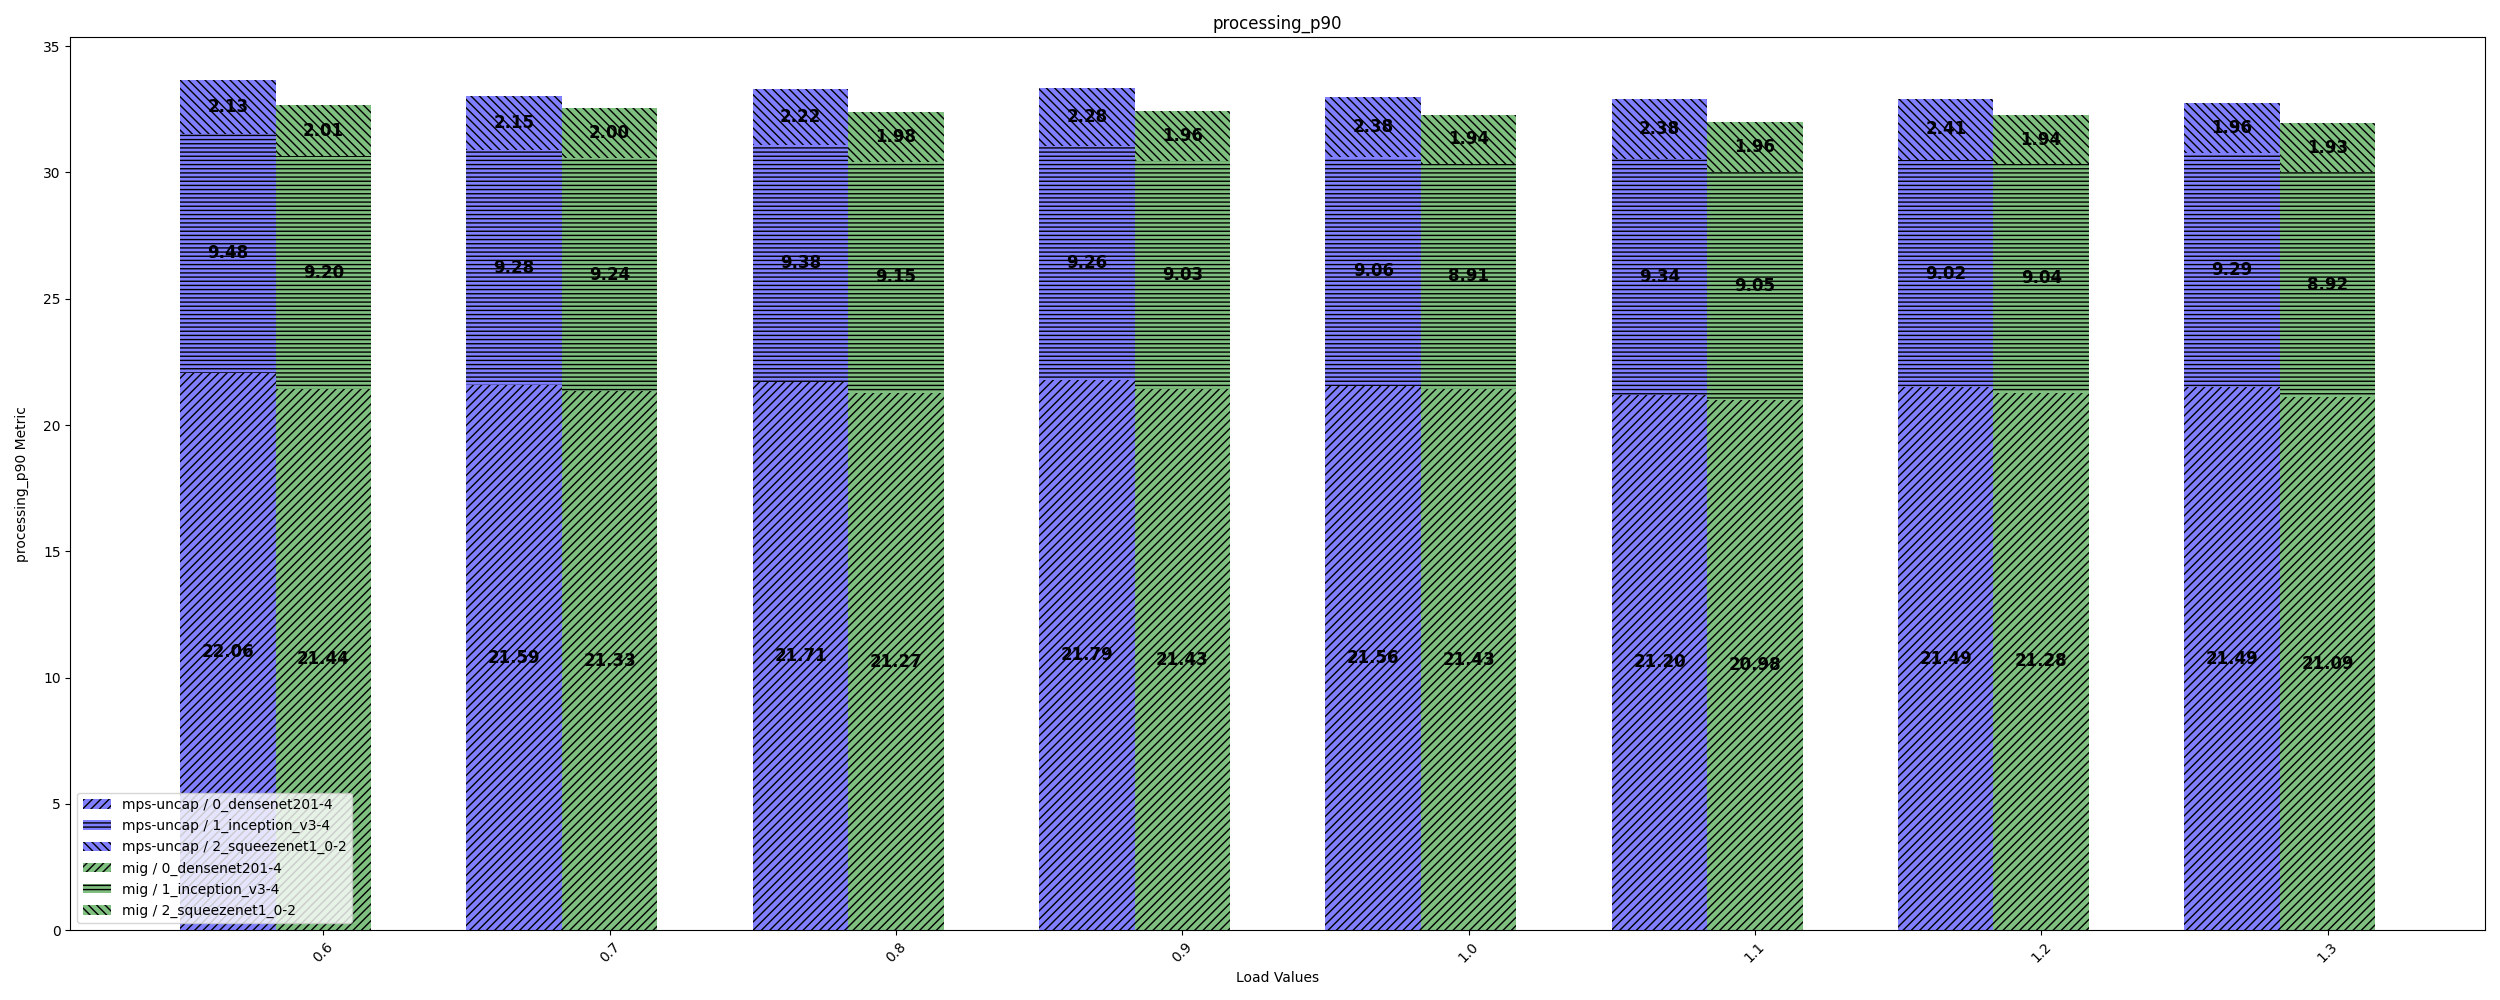 processing_p90
processing_p90 Metric
35
30
25
20
15
10
5
0
2.13 2.01 2.15 2.00 2.22 1.98 2.28 1.96 2.38 1.94 2.38 1.96 2.41 1.94 1.96 1.93
9.48 9.20 9.28 9.24 9.38 9.15 9.26 9.03 9.06 8.91 9.34 9.05 9.02 9.04 9.29 8.92
22.06 21.44 21.59 21.33 21.71 21.27 21.79 21.43 21.56 21.43 21.20 20.98 21.49 21.28 21.49 21.09
mps-uncap / 0_densenet201-4
mps-uncap / 1_inception_v3-4
mps-uncap / 2_squeezenet1_0-2
mig / 0_densenet201-4
mig / 1_inception_v3-4
mig / 2_squeezenet1_0-2
0.6 0.7 0.8 0.9 1.0 1.1 1.2 1.3
Load Values